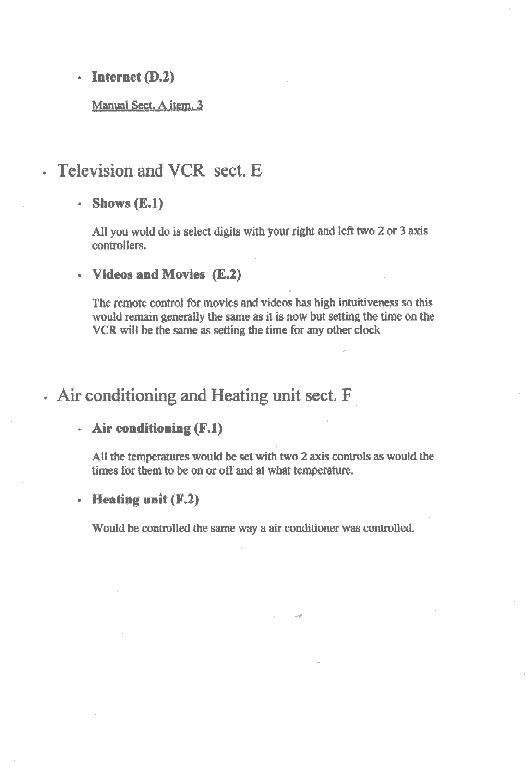 • Internet (D.2)
Manual Sect. A item. 3
• Television and VCR sect. E
• Shows (E.1)
All you wold do is select digits with your right and left two 2 or 3 axis
controllers.
• Videos and Movies (E.2)
The remote control for movies and videos has high intuitiveness so this
would remain generally the same as it is now but setting the time on the
VCR will be the same as setting the time for any other clock
• Air conditioning and Heating unit sect. F
• Air conditioning (F.1)
All the temperatures would be set with two 2 axis controls as would the
times for them to be on or off and at what temperature.
• Heating unit (F.2)
Would be controlled the same way a air conditioner was controlled.